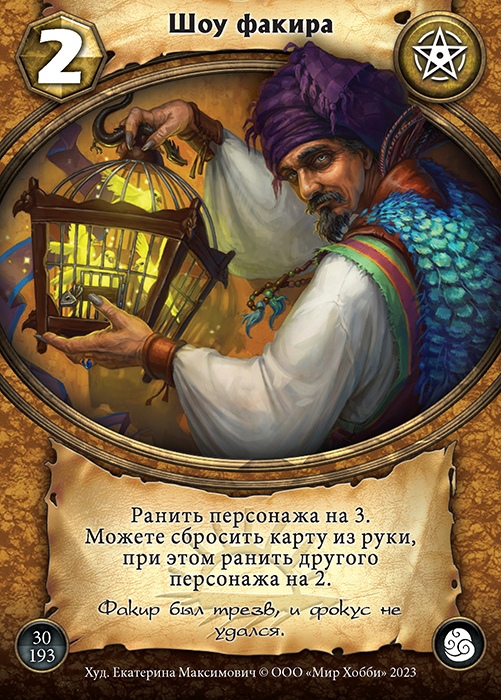 Шоу факира
2
Ранить персонажа на 3.
Можете сбросить карту из руки,
при этом ранить другого
персонажа на 2.
Факир был трезв, и фокус не
удался.
30
193
Худ. Екатерина Максимович © ООО «Мир Хобби» 2023